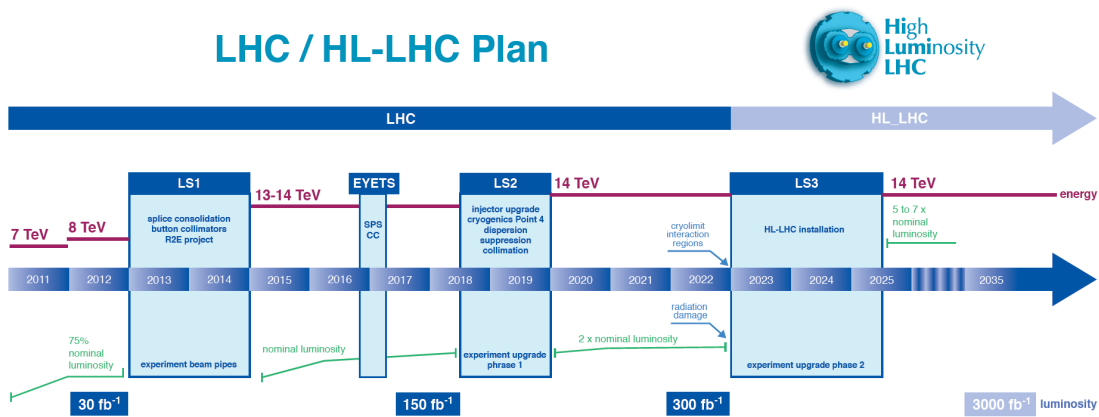 LHC / HL-LHC Plan
High
Luminosity
LHC
LHC
HL_LHC
LS1
EYETS
LS2
LS3
7 TeV
8 TeV
13-14 TeV
14 TeV
14 TeV
energy
splice consolidation
button collimators
R2E project
SPS
CC
injector upgrade
cryogenics Point 4
dispersion
suppression
collimation
cryolimit
interaction
regions
HL-LHC installation
5 to 7 x
nominal
luminosity
2011
2012
2013
2014
2015
2016
2017
2018
2019
2020
2021
2022
2023
2024
2025
2035
radiation
damage
75%
nominal
luminosity
experiment beam pipes
nominal luminosity
experiment upgrade
phrase 1
2 x nominal luminosity
experiment upgrade phase 2
30 fb-1
150 fb-1
300 fb-1
3000 fb-1
luminosity